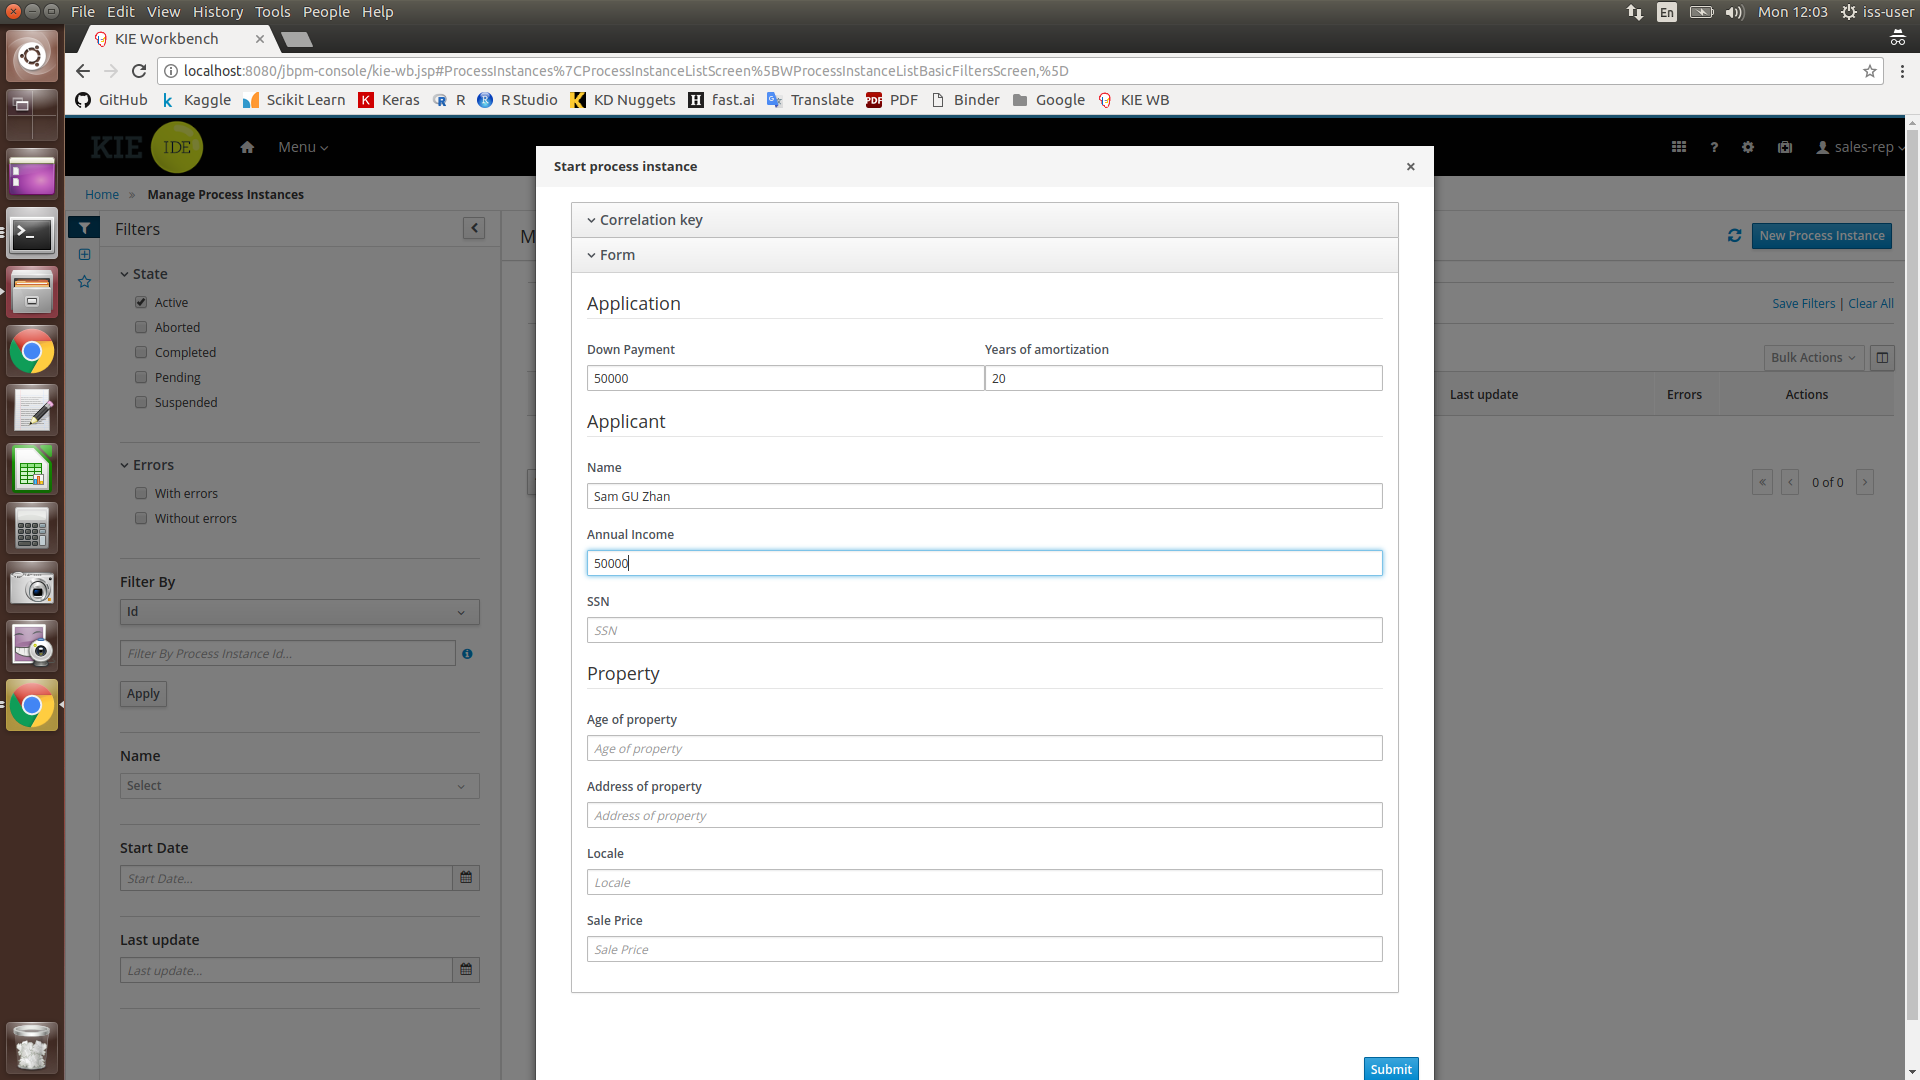 File Edit View History Tools People Help
En Mon 12:03 iss-user
KIE Workbench
localhost:8080/jbpm-console/kie-wb.jsp#ProcessInstances%7CProcessInstanceListScreen%5BWProcessInstanceListBasicFiltersScreen,%5D
GitHub k Kaggle Scikit Learn K Keras R R R Studio K KD Nuggets H fast.ai Translate PDF PDF Binder Google KIE WB
KIE IDE Menu ? sales-rep
Start process instance ×
Home » Manage Process Instances
Filters
M
New Process Instance
Correlation key
Form
State
Active
Aborted
Completed
Pending
Suspended
Save Filters | Clear All
Bulk Actions
Last update Errors Actions
0 of 0
Errors
With errors
Without errors
Filter By
Id
Filter By Process Instance Id...
Apply
Name
Select
Start Date
Start Date...
Last update
Last update...
Application
Down Payment Years of amortization
50000 20
Applicant
Name
Sam GU Zhan
Annual Income
50000
SSN
SSN
Property
Age of property
Age of property
Address of property
Address of property
Locale
Locale
Sale Price
Sale Price
Submit